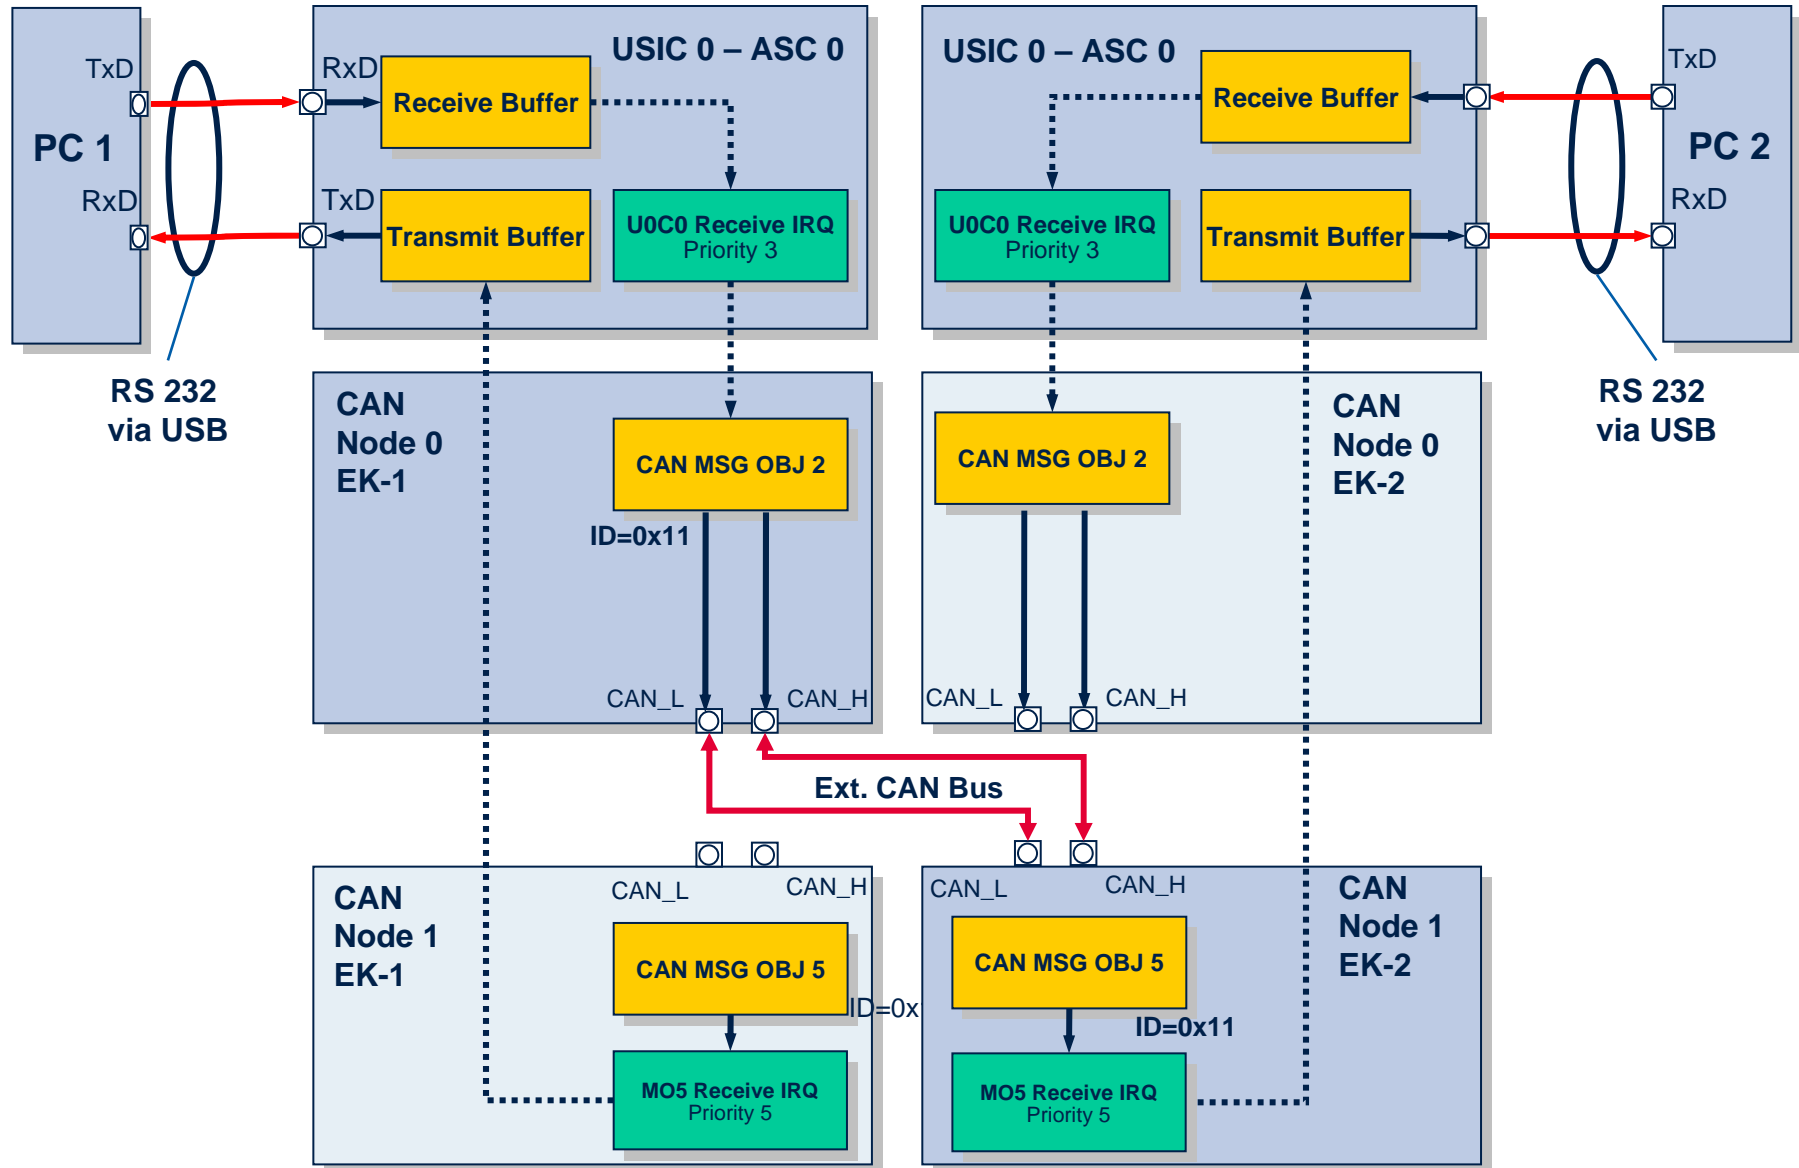 TxD
PC 1
RxD
RS 232
via USB
USIC 0 – ASC 0
RxD
Receive Buffer
TxD
Transmit Buffer
U0C0 Receive IRQ
Priority 3
USIC 0 – ASC 0
Receive Buffer
U0C0 Receive IRQ
Priority 3
Transmit Buffer
TxD
PC 2
RxD
RS 232
via USB
CAN
Node 0
EK-1
CAN MSG OBJ 2
ID=0x11
CAN_L
CAN_H
CAN MSG OBJ 2
CAN
Node 0
EK-2
CAN_L
CAN_H
Ext. CAN Bus
CAN
Node 1
EK-1
CAN_L
CAN_H
CAN MSG OBJ 5
ID=0x
MO5 Receive IRQ
Priority 5
CAN_L
CAN_H
CAN
Node 1
EK-2
CAN MSG OBJ 5
ID=0x11
MO5 Receive IRQ
Priority 5